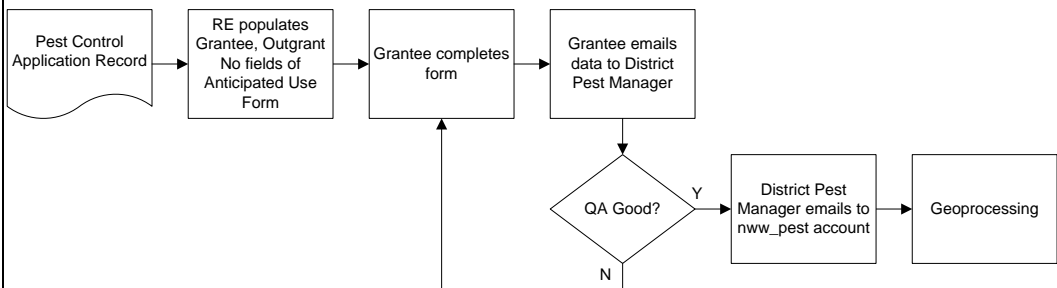 Pest Control
Application Record
RE populates
Grantee, Outgrant
No fields of
Anticipated Use
Form
Grantee completes
form
Grantee emails
data to District
Pest Manager
QA Good?
Y
N
District Pest
Manager emails to
nww_pest account
Geoprocessing